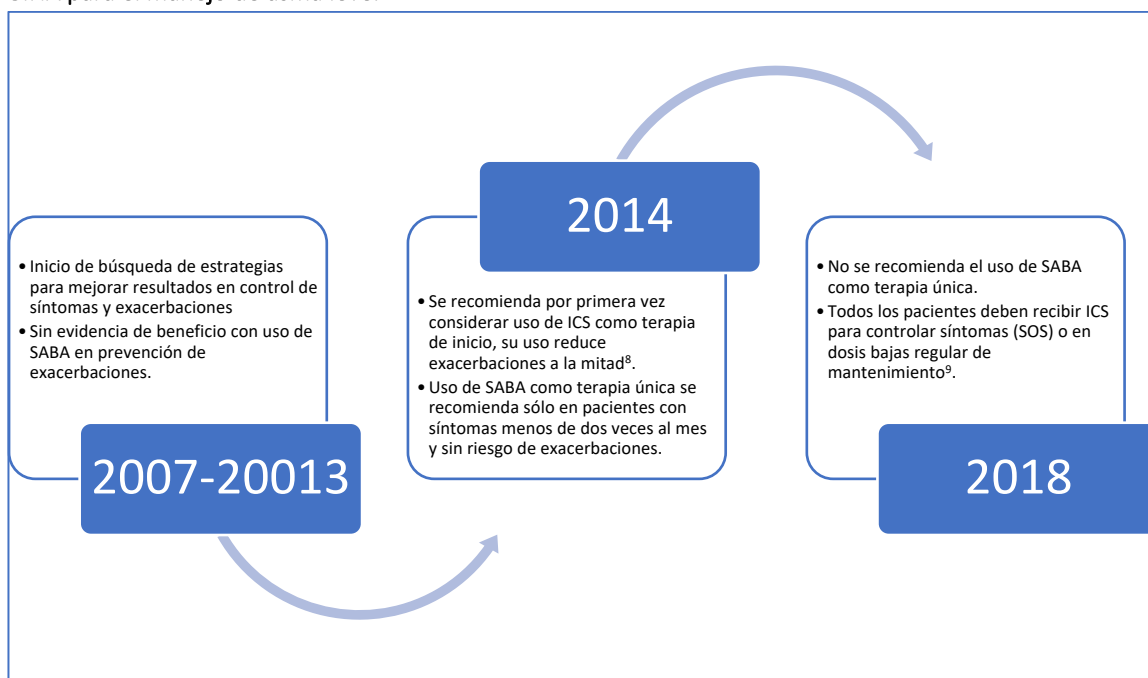 • Inicio de búsqueda de estrategias
para mejorar resultados en control de
síntomas y exacerbaciones
• Sin evidencia de beneficio con uso de
SABA en prevención de
exacerbaciones.
2007-20013
2014
• Se recomienda por primera vez
considerar uso de ICS como terapia
de inicio, su uso reduce
exacerbaciones a la mitad⁸.
• Uso de SABA como terapia única se
recomienda sólo en pacientes con
síntomas menos de dos veces al mes
y sin riesgo de exacerbaciones.
• No se recomienda el uso de SABA
como terapia única.
• Todos los pacientes deben recibir ICS
para controlar síntomas (SOS) o en
dosis bajas regular de
mantenimiento⁹.
2018